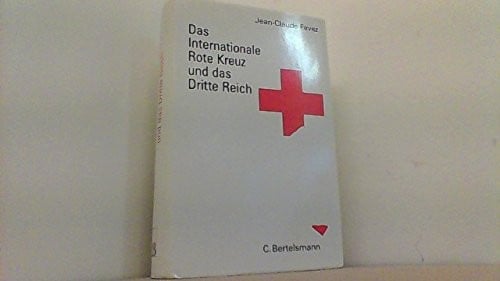 Jean-Claude Favez
Das
Internationale
Rote Kreuz
und das
Dritte Reich
C. Bertelsmann